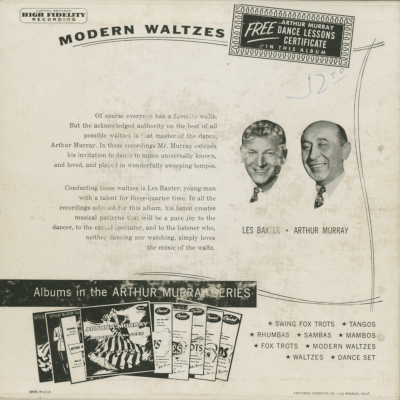 HIGH FIDELITY
RECORDING
MODERN WALTZES
FREE
ARTHUR MURRAY
DANCE LESSONS
CERTIFICATE
IN THIS ALBUM
Of course everyone has a favorite waltz.
But the acknowledged authority on the best of all
possible waltzes is that master of the dance,
Arthur Murray. In these recordings Mr. Murray extends
his invitation to dance to music universally known,
and loved, and played in wonderfully sweeping tempos.
Conducting these waltzes is Les Baxter, young man
with a talent for three-quarter time. In all the
recordings selected for this album, his baton creates
musical patterns that will be a pure joy to the
dancer, to the casual spectator, and to the listener who,
neither dancing nor watching, simply loves
the music of the waltz.
LES BAXTER • ARTHUR MURRAY
Albums in the ARTHUR MURRAY SERIES
★ SWING FOX TROTS ★ TANGOS
★ RHUMBAS ★ SAMBAS ★ MAMBOS
★ FOX TROTS ★ MODERN WALTZES
★ WALTZES ★ DANCE SET